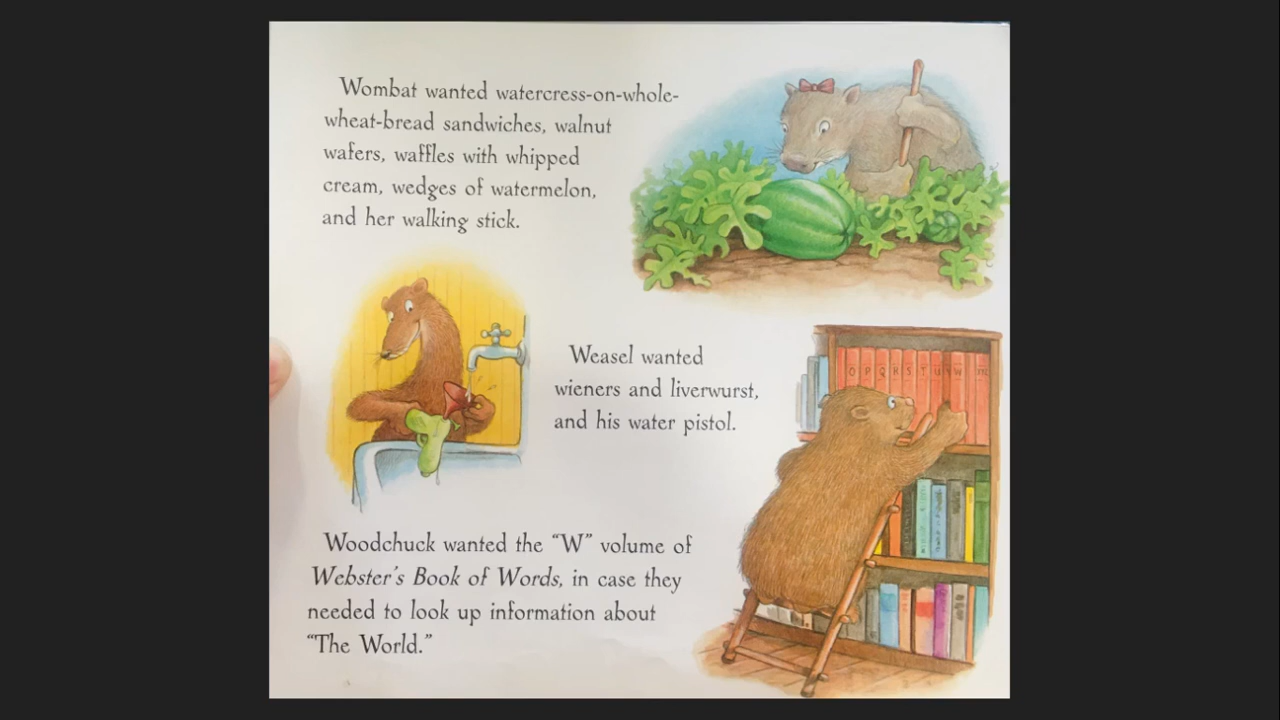 Wombat wanted watercress-on-whole-
wheat-bread sandwiches, walnut
wafers, waffles with whipped
cream, wedges of watermelon,
and her walking stick.
Weasel wanted
wieners and liverwurst,
and his water pistol.
O P Q R S T U W
Woodchuck wanted the “W” volume of
Webster’s Book of Words, in case they
needed to look up information about
“The World.”